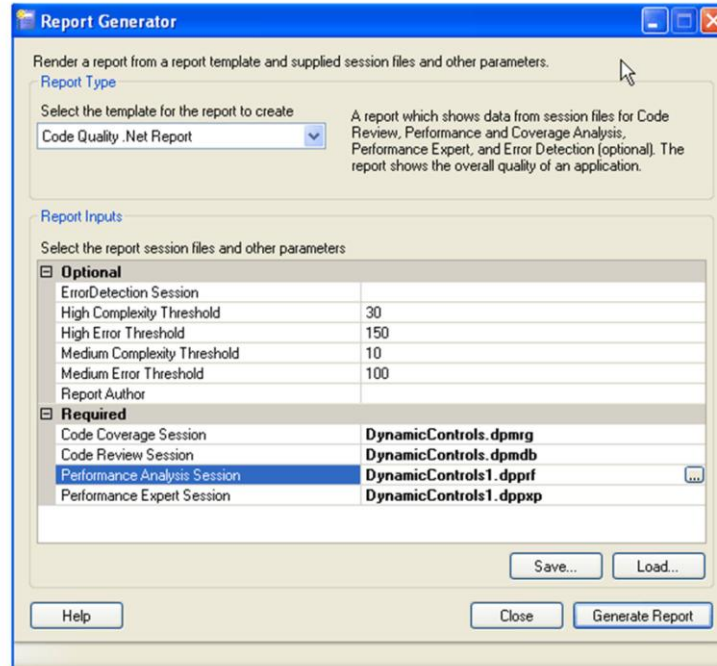 Report Generator
Render a report from a report template and supplied session files and other parameters.
Report Type
Select the template for the report to create
Code Quality .Net Report
A report which shows data from session files for Code
Review, Performance and Coverage Analysis,
Performance Expert, and Error Detection (optional). The
report shows the overall quality of an application.
Report Inputs
Select the report session files and other parameters
Optional
ErrorDetection Session
High Complexity Threshold 30
High Error Threshold 150
Medium Complexity Threshold 10
Medium Error Threshold 100
Report Author
Required
Code Coverage Session DynamicControls.dpmrg
Code Review Session DynamicControls.dpmdb
Performance Analysis Session DynamicControls1.dpprf ...
Performance Expert Session DynamicControls1.dppxp
Save... Load...
Help Close Generate Report